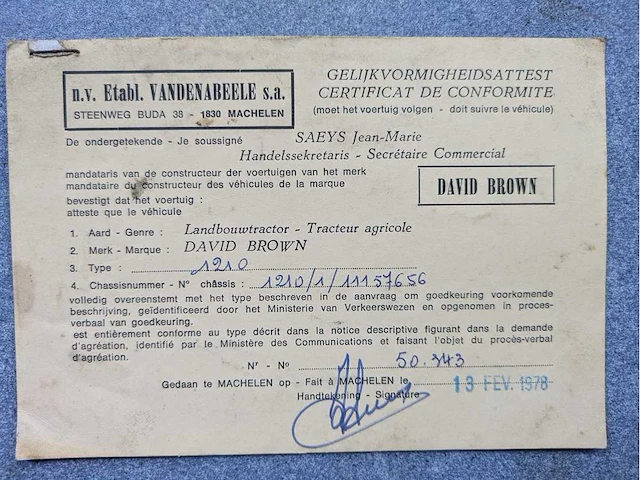 n.v. Etabl. VANDENABEELE s.a.
STEENWEG BUDA 38 - 1830 MACHELEN
GELIJKVORMIGHEIDSATTEST
CERTIFICAT DE CONFORMITE
(moet het voertuig volgen - doit suivre le véhicule)
De ondergetekende - Je soussigné SAEYS Jean-Marie
Handelssekretaris - Secrétaire Commercial
mandataris van de constructeur der voertuigen van het merk
mandataire du constructeur des véhicules de la marque
DAVID BROWN
bevestigt dat het voertuig :
atteste que le véhicule
1. Aard - Genre : Landbouwtractor - Tracteur agricole
2. Merk - Marque : DAVID BROWN
3. Type : 1210
4. Chassisnummer - N° châssis : 1210/1/11157656
volledig overeenstemt met het type beschreven in de aanvraag om goedkeuring voorkomende
beschrijving, geïdentificeerd door het Ministerie van Verkeerswezen en opgenomen in proces-
verbaal van goedkeuring.
est entièrement conforme au type décrit dans la notice descriptive figurant dans la demande
d'agréation, identifié par le Ministère des Communications et faisant l'objet du procès-verbal
d'agréation.
Nr - No 50.343
Gedaan te MACHELEN op - Fait à MACHELEN le 13 FEV. 1978
Handtekening - Signature